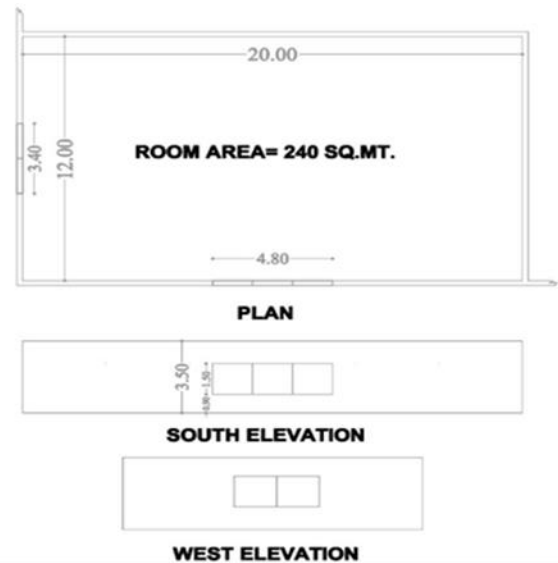 20.00
3.40
12.00
ROOM AREA= 240 SQ.MT.
4.80
PLAN
3.50
1.50
0.90
SOUTH ELEVATION
WEST ELEVATION